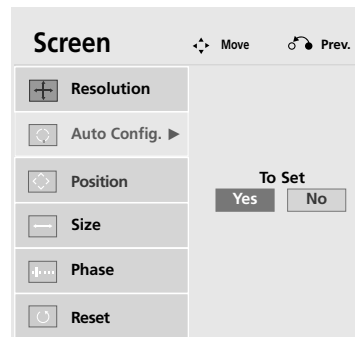 Screen Move Prev.
Resolution
Auto Config. ►
Position
Size
Phase
Reset
To Set
Yes No